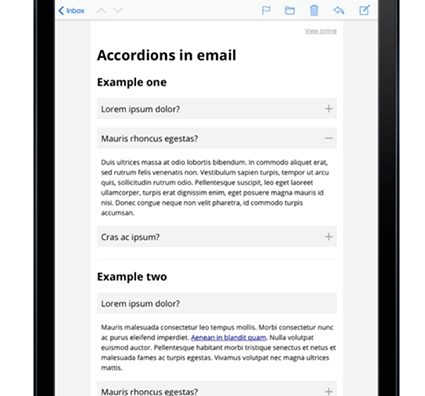 Inbox
View online
Accordions in email
Example one
Lorem ipsum dolor?
Mauris rhoncus egestas?
Duis ultrices massa at odio lobortis bibendum. In commodo aliquet erat,
sed rutrum felis venenatis non. Vestibulum sapien turpis, tempor ut arcu
quis, sollicitudin rutrum odio. Pellentesque suscipit, leo eget laoreet
ullamcorper, turpis erat dignissim enim, eget posuere magna mauris id
nisi. Donec congue neque non velit pharetra, id commodo turpis
accumsan.
Cras ac ipsum?
Example two
Lorem ipsum dolor?
Mauris malesuada consectetur leo tempus mollis. Morbi consectetur nunc
ac purus eleifend imperdiet. Aenean in blandit quam. Nulla volutpat
euismod auctor. Pellentesque habitant morbi tristique senectus et netus et
malesuada fames ac turpis egestas. Vivamus volutpat nec magna ultrices
mattis.
Mauris rhoncus egestas?